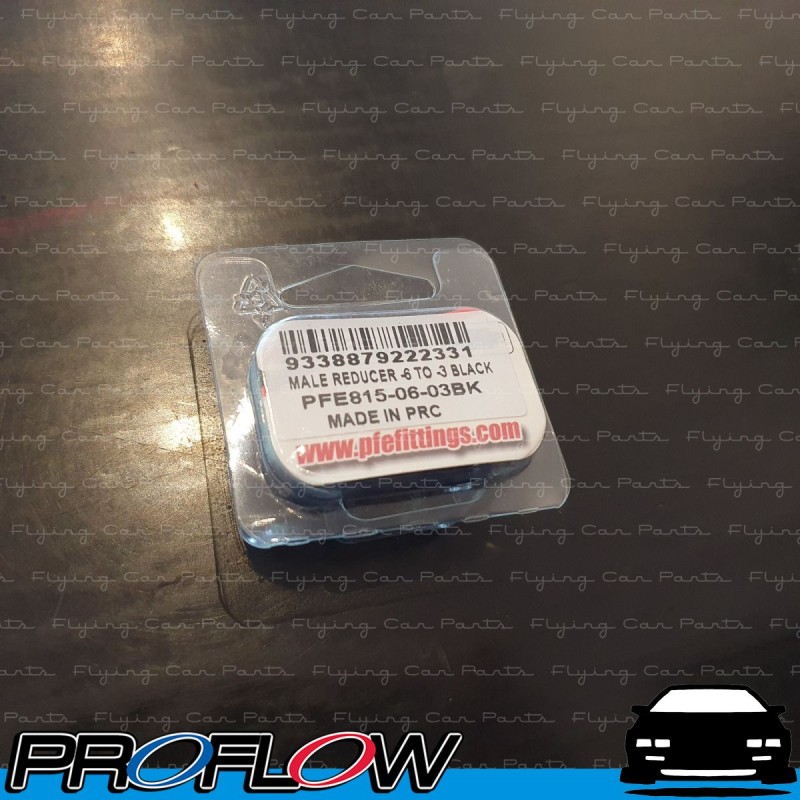 Flying Car Parts
9338879222331
MALE REDUCER -6 TO -3 BLACK
PFE815-06-03BK
MADE IN PRC
www.pfefittings.com
PROFLOW